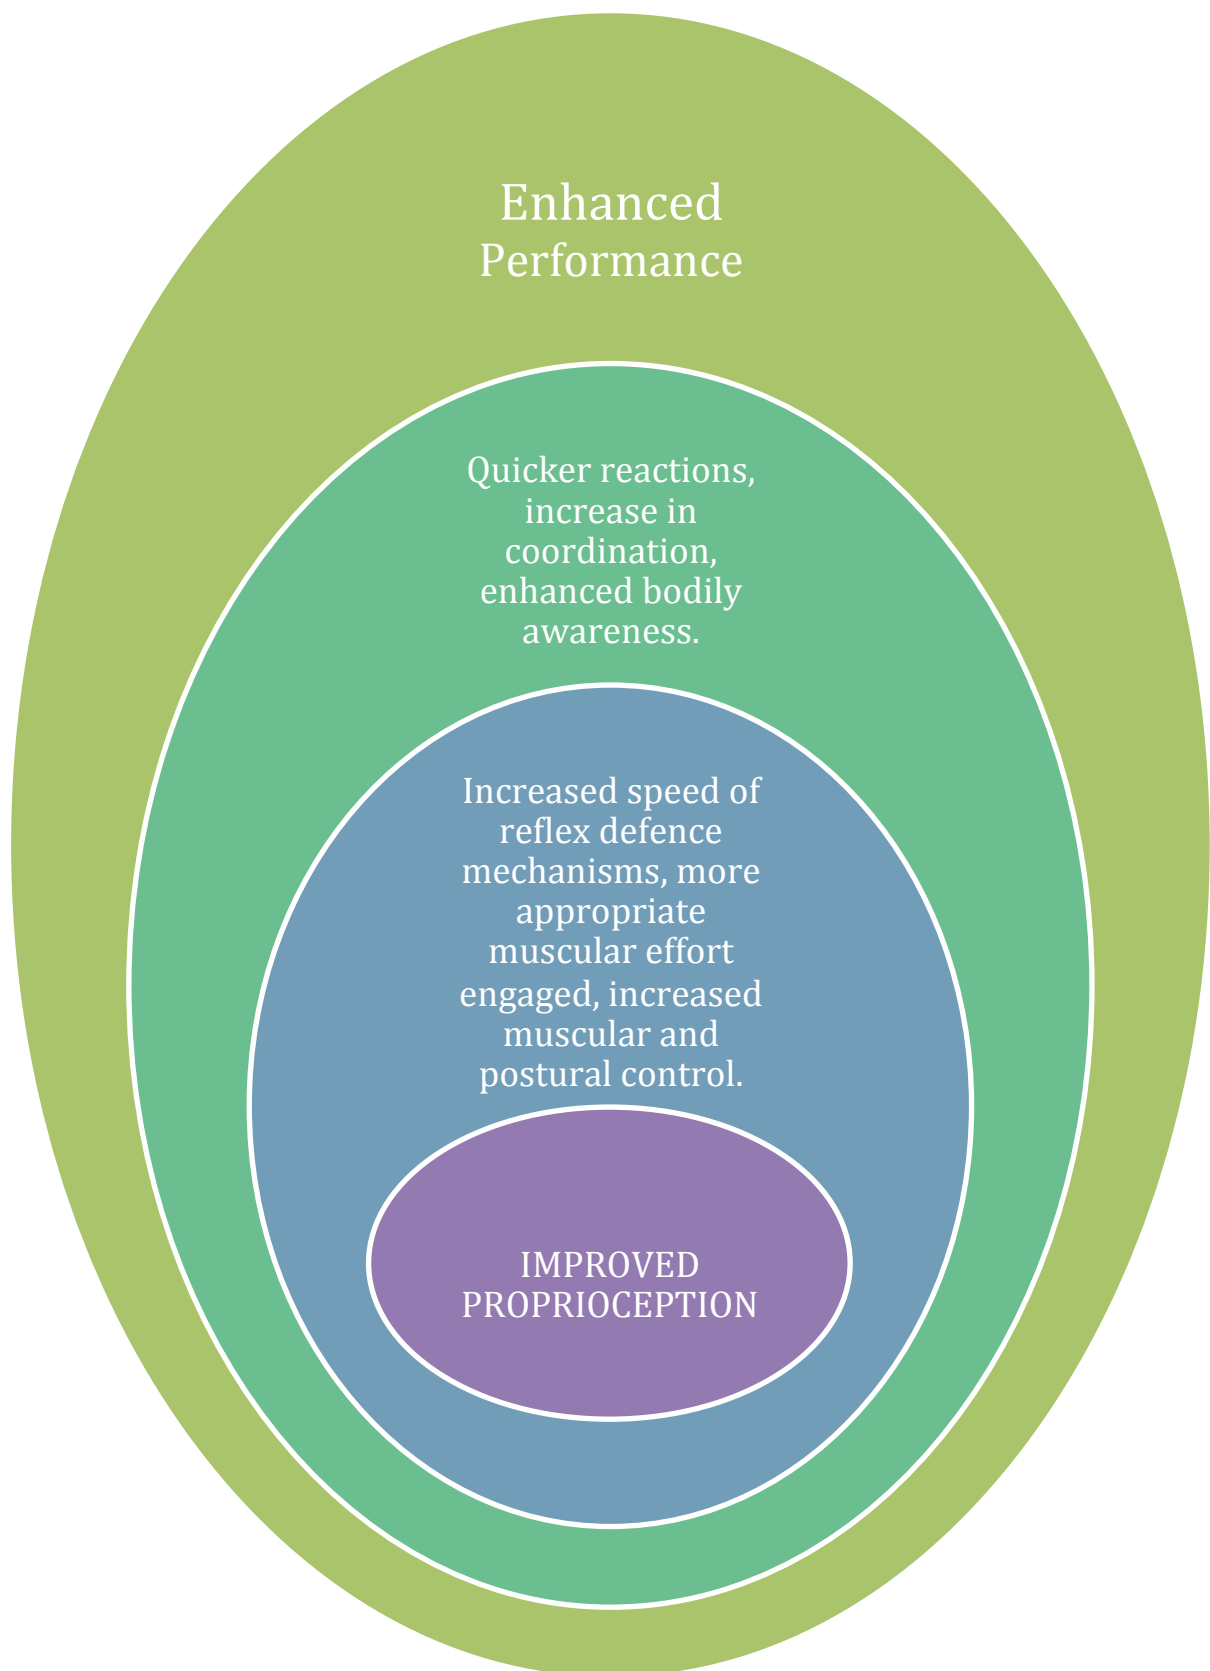 Enhanced
Performance
Quicker reactions,
increase in
coordination,
enhanced bodily
awareness.
Increased speed of
reflex defence
mechanisms, more
appropriate
muscular effort
engaged, increased
muscular and
postural control.
IMPROVED
PROPRIOCEPTION